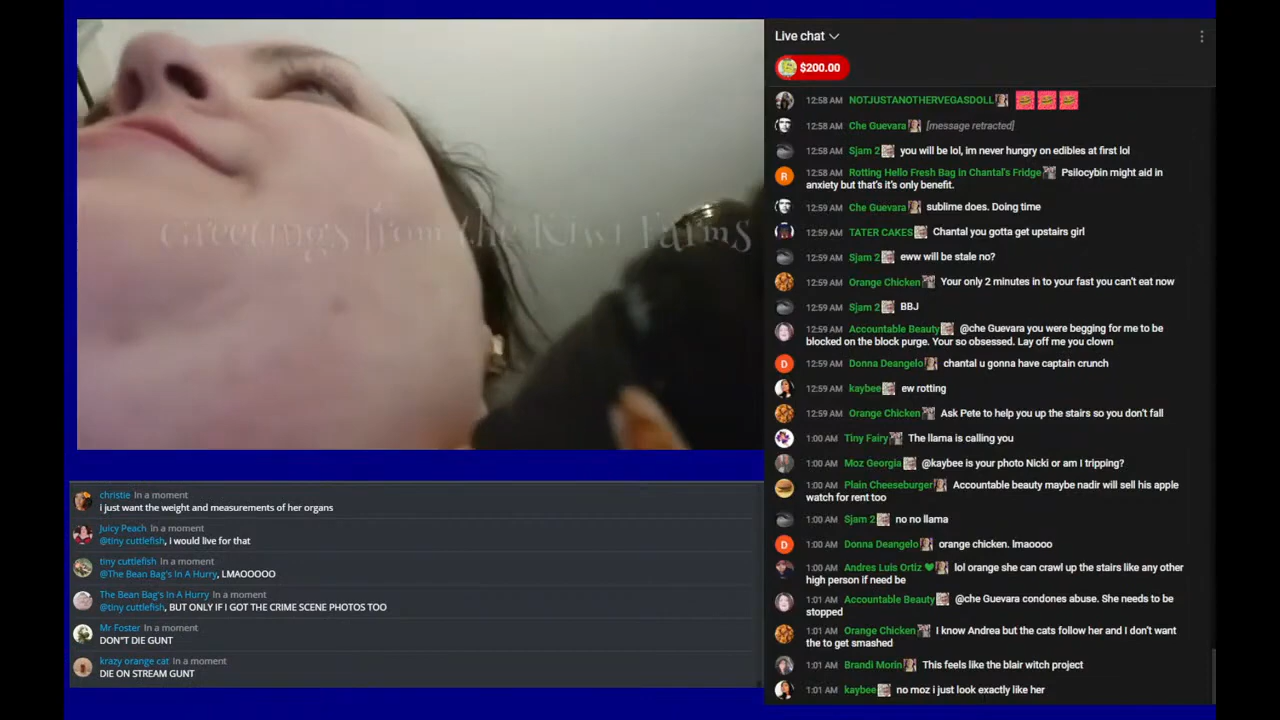 Greetings from the Kiwi Farms
christie In a moment
i just want the weight and measurements of her organs
Juicy Peach In a moment
@tiny cuttlefish, i would live for that
tiny cuttlefish In a moment
@The Bean Bag's In A Hurry, LMAOOOOO
The Bean Bag's In A Hurry In a moment
@tiny cuttlefish, BUT ONLY IF I GOT THE CRIME SCENE PHOTOS TOO
Mr Foster In a moment
DON"T DIE GUNT
krazy orange cat In a moment
DIE ON STREAM GUNT
Live chat
$200.00
12:58 AM NOTJUSTANOTHERVEGASDOLL
12:58 AM Che Guevara [message retracted]
12:58 AM Sjam 2 you will be lol, im never hungry on edibles at first lol
R 12:58 AM Rotting Hello Fresh Bag in Chantal's Fridge Psilocybin might aid in
anxiety but that's it's only benefit.
12:59 AM Che Guevara sublime does. Doing time
12:59 AM TATER CAKES Chantal you gotta get upstairs girl
12:59 AM Sjam 2 eww will be stale no?
12:59 AM Orange Chicken Your only 2 minutes in to your fast you can't eat now
12:59 AM Sjam 2 BBJ
12:59 AM Accountable Beauty @che Guevara you were begging for me to be
blocked on the block purge. Your so obsessed. Lay off me you clown
D 12:59 AM Donna Deangelo chantal u gonna have captain crunch
12:59 AM kaybee ew rotting
12:59 AM Orange Chicken Ask Pete to help you up the stairs so you don't fall
1:00 AM Tiny Fairy The llama is calling you
1:00 AM Moz Georgia @kaybee is your photo Nicki or am I tripping?
1:00 AM Plain Cheeseburger Accountable beauty maybe nadir will sell his apple
watch for rent too
1:00 AM Sjam 2 no no llama
D 1:00 AM Donna Deangelo orange chicken. lmaoooo
1:00 AM Andres Luis Ortiz lol orange she can crawl up the stairs like any other
high person if need be
1:01 AM Accountable Beauty @che Guevara condones abuse. She needs to be
stopped
1:01 AM Orange Chicken I know Andrea but the cats follow her and I don't want
the to get smashed
1:01 AM Brandi Morin This feels like the blair witch project
1:01 AM kaybee no moz i just look exactly like her